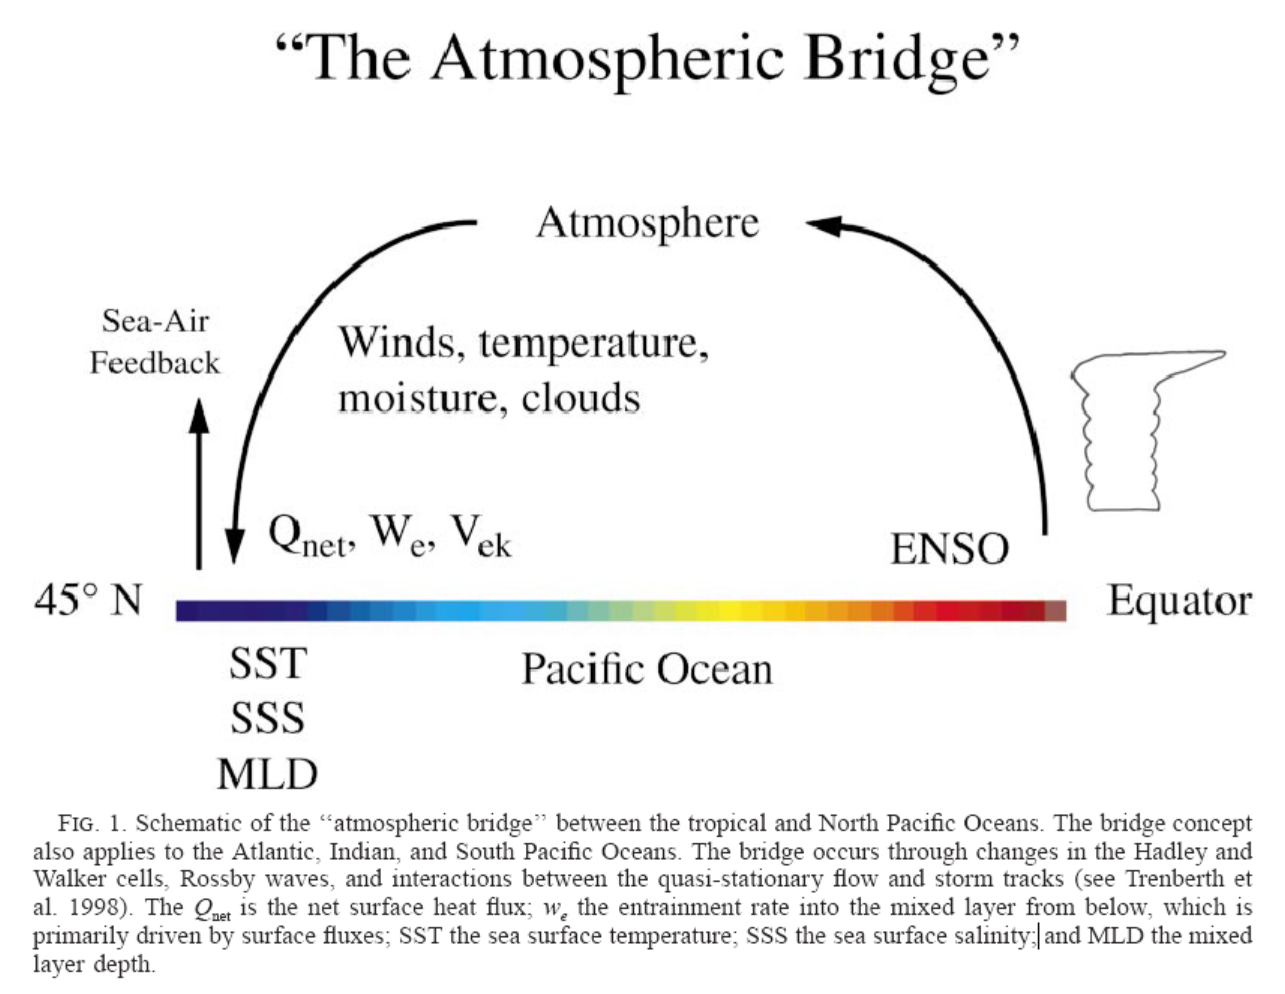 “The Atmospheric Bridge”
Atmosphere
Sea-Air
Feedback
Winds, temperature,
moisture, clouds
Qnet, We, Vek
ENSO
45° N
Equator
SST
SSS
MLD
Pacific Ocean
FIG. 1. Schematic of the ‘‘atmospheric bridge’’ between the tropical and North Pacific Oceans. The bridge concept
also applies to the Atlantic, Indian, and South Pacific Oceans. The bridge occurs through changes in the Hadley and
Walker cells, Rossby waves, and interactions between the quasi-stationary flow and storm tracks (see Trenberth et
al. 1998). The Qnet is the net surface heat flux; we the entrainment rate into the mixed layer from below, which is
primarily driven by surface fluxes; SST the sea surface temperature; SSS the sea surface salinity; and MLD the mixed
layer depth.